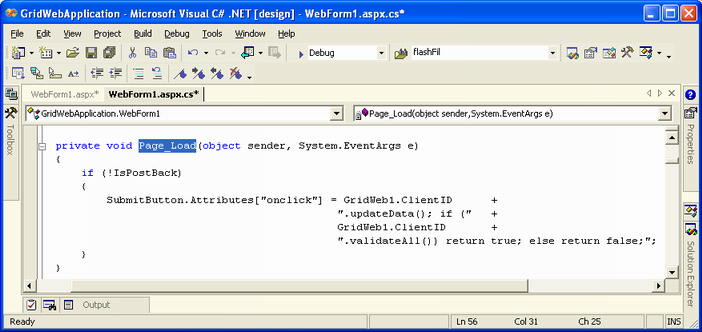 GridWebApplication - Microsoft Visual C# .NET [design] - WebForm1.aspx.cs*
File Edit View Project Build Debug Tools Window Help
Debug flashFil
WebForm1.aspx* WebForm1.aspx.cs*
GridWebApplication.WebForm1 Page_Load(object sender,System.EventArgs e)
Toolbox
Properties
Solution Explorer
private void Page_Load(object sender, System.EventArgs e)
{
if (!IsPostBack)
{
SubmitButton.Attributes["onclick"] = GridWeb1.ClientID +
".updateData(); if (" +
GridWeb1.ClientID +
".validateAll()) return true; else return false;";
}
}
Output
Ready Ln 56 Col 31 Ch 25 INS